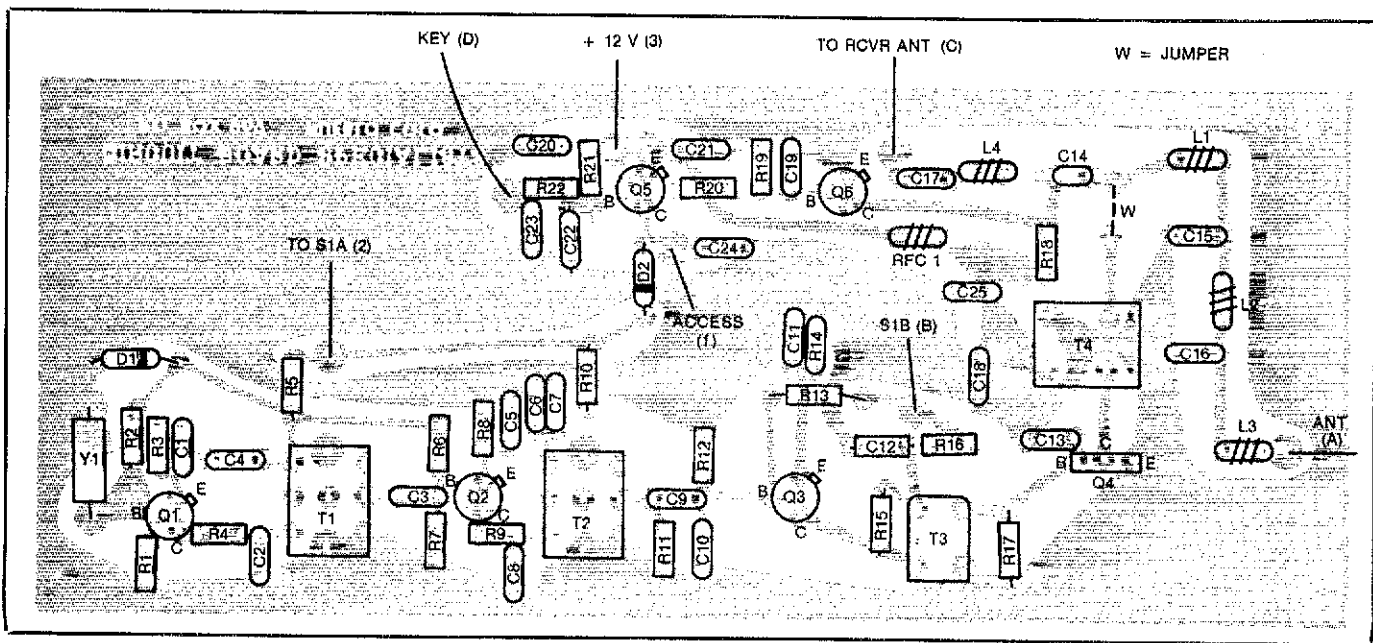 KEY (D)
+ 12 V (3)
TO RCVR ANT (C)
W = JUMPER
C20
R21
E
C21
R19
C19
E
C17
L4
C14
L1
R22
B
Q5
C
R20
B
Q6
C
W
C23
C22
TO S1A (2)
C24
RFC 1
R18
C15
D2
C25
ACCESS
(1)
C11
R14
S1B (B)
T4
C16
D1
R5
R10
C18
R13
Y1
R2
R3
C1
C4
R6
R8
C5
C6
C7
R12
C12
R16
C13
C
B
E
Q4
L3
ANT
(A)
E
B
Q1
C
R4
C2
R1
T1
C3
B
Q2
E
C
R7
R9
C8
T2
C9
R11
C10
B
Q3
E
C
R15
T3
R17